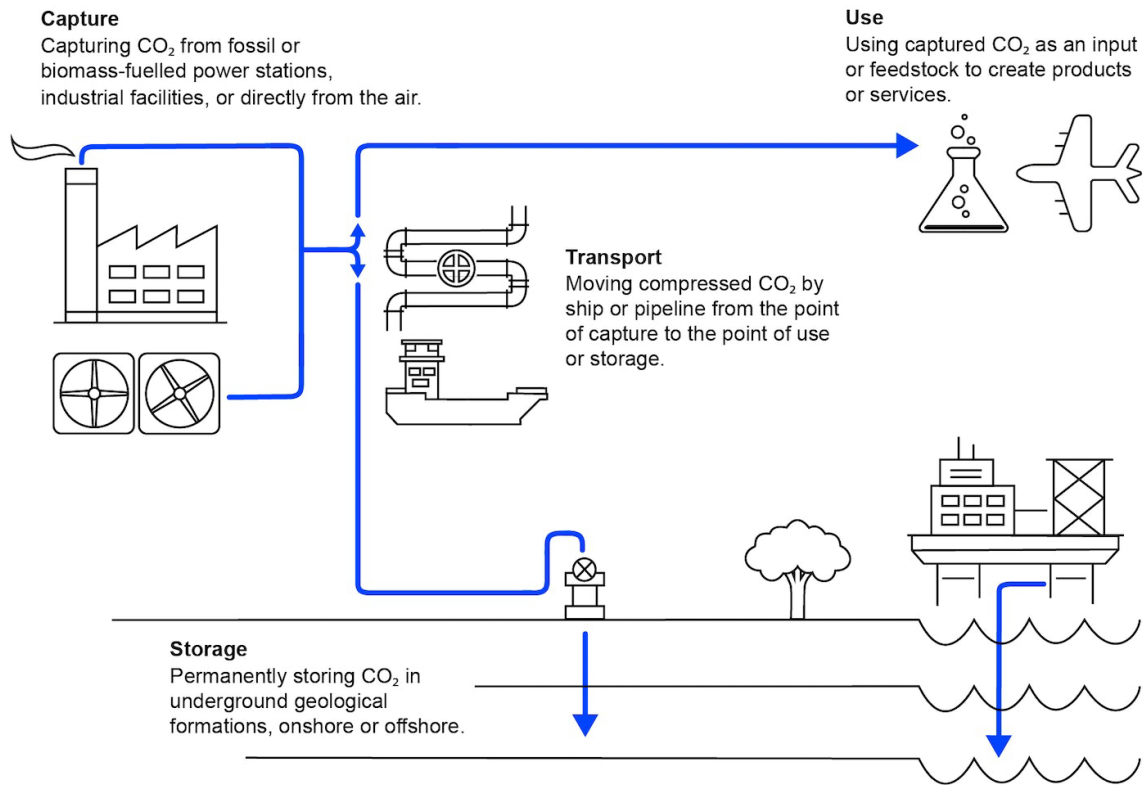 Capture
Capturing CO₂ from fossil or
biomass-fuelled power stations,
industrial facilities, or directly from the air.
Use
Using captured CO₂ as an input
or feedstock to create products
or services.
Transport
Moving compressed CO₂ by
ship or pipeline from the point
of capture to the point of use
or storage.
Storage
Permanently storing CO₂ in
underground geological
formations, onshore or offshore.